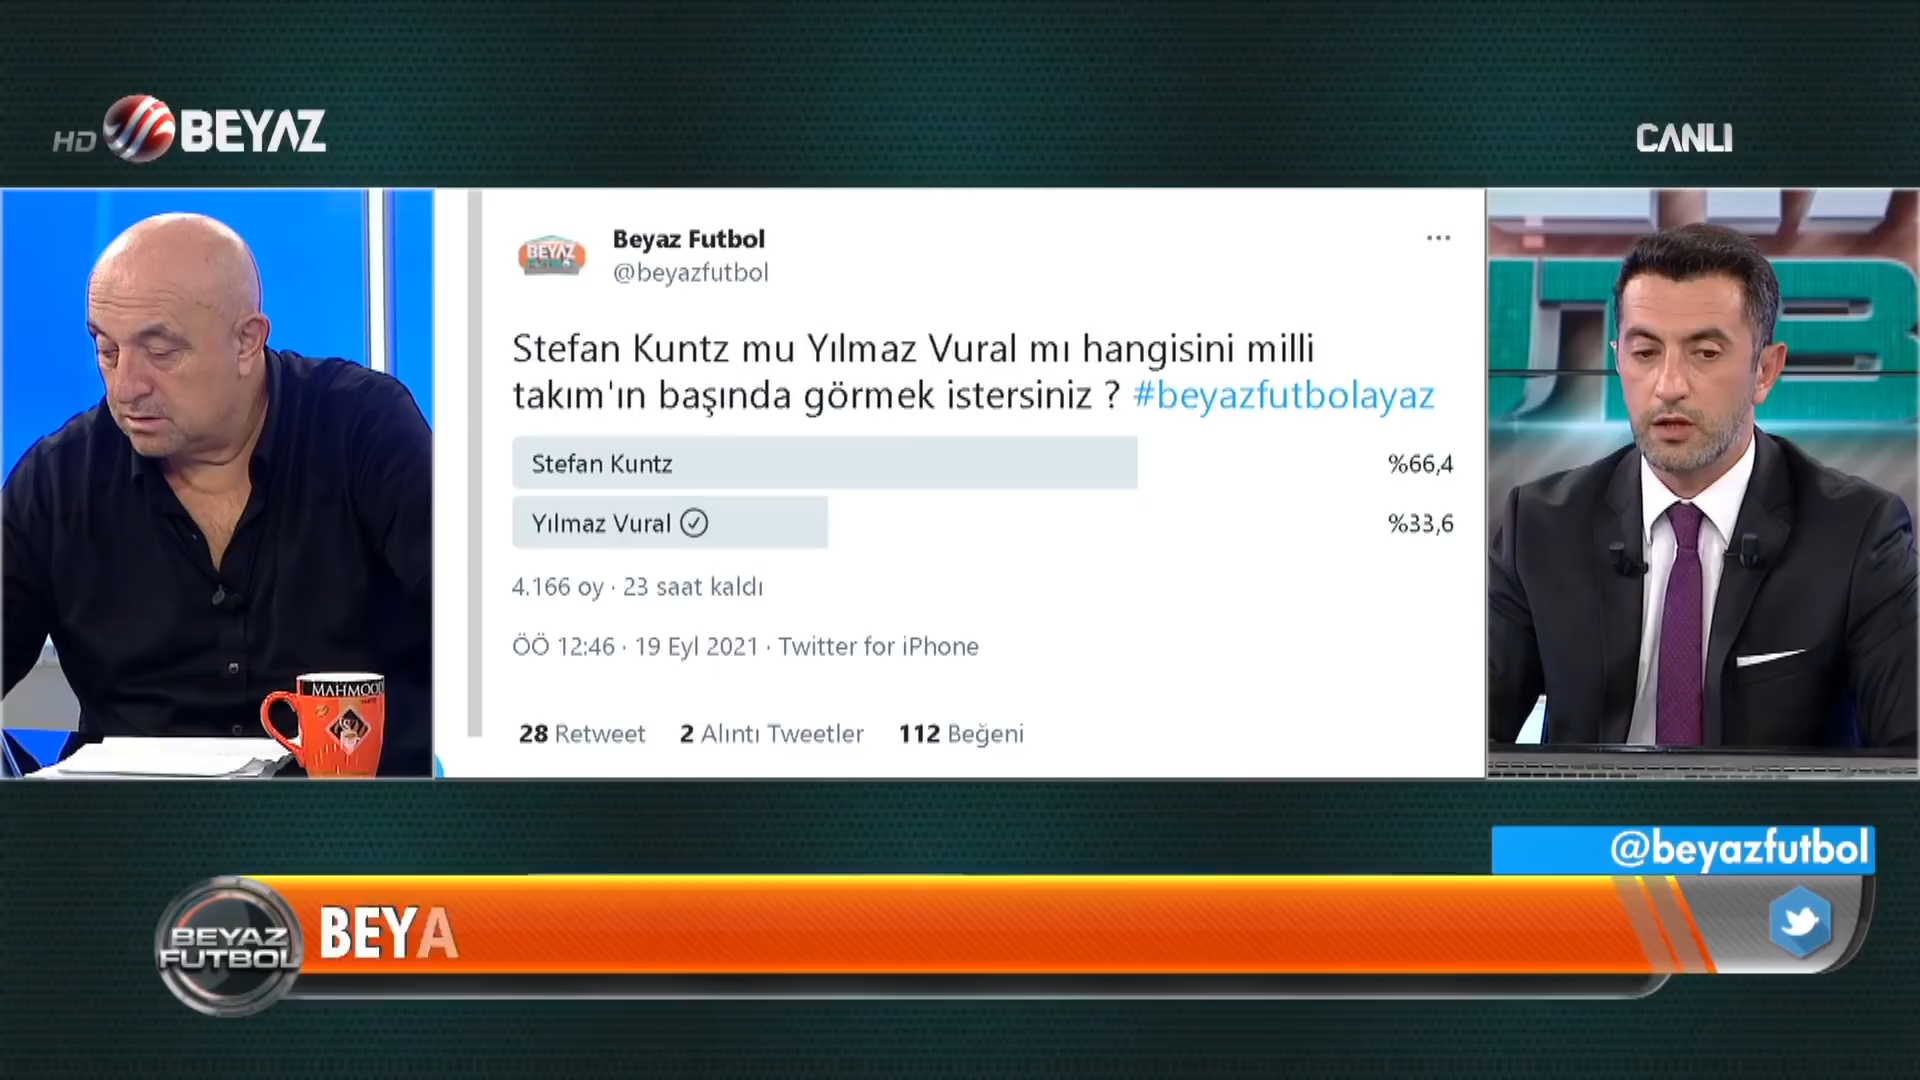 HD BEYAZ
CANLI
Beyaz Futbol
@beyazfutbol
Stefan Kuntz mu Yılmaz Vural mı hangisini milli
takım'ın başında görmek istersiniz ? #beyazfutbolayaz
Stefan Kuntz %66,4
Yılmaz Vural %33,6
4.166 oy · 23 saat kaldı
ÖÖ 12:46 · 19 Eyl 2021 · Twitter for iPhone
28 Retweet 2 Alıntı Tweetler 112 Beğeni
MAHMOOD
@beyazfutbol
BEYAZ
FUTBOL
BEYA